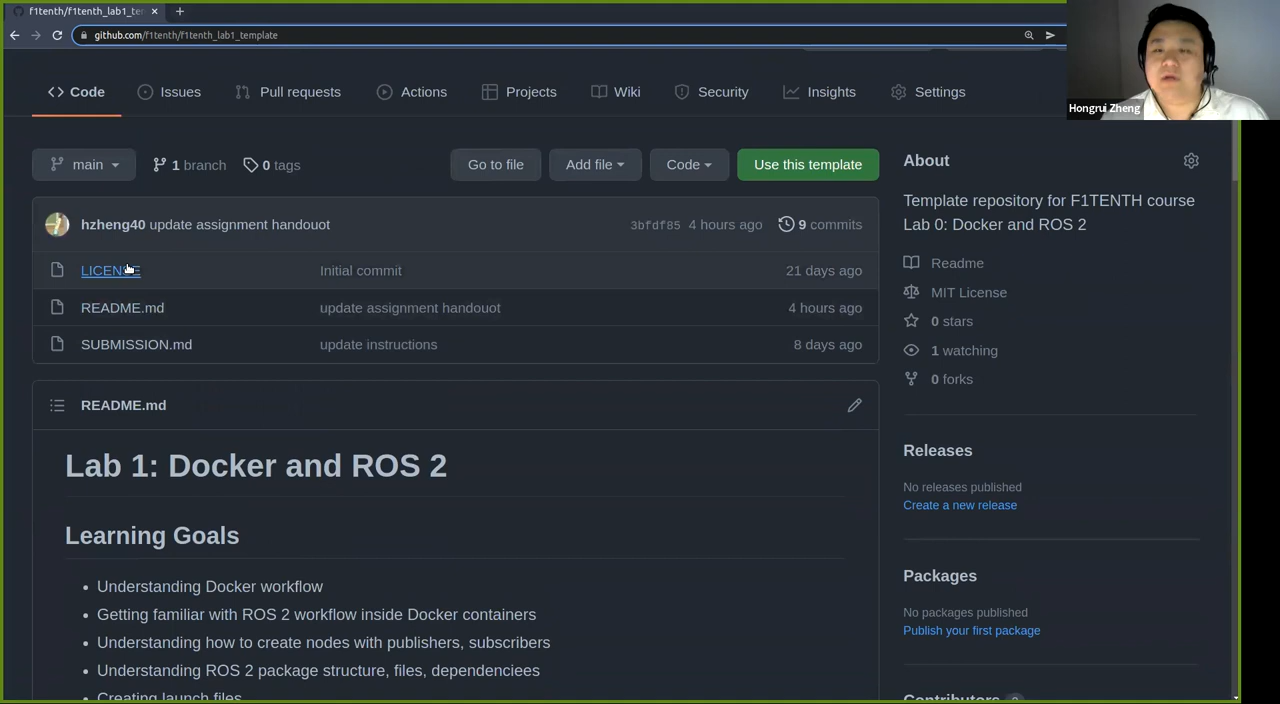 f1tenth/f1tenth_lab1_te
github.com/f1tenth/f1tenth_lab1_template
Hongrui Zheng
Code
Issues
Pull requests
Actions
Projects
Wiki
Security
Insights
Settings
main
1 branch
0 tags
Go to file
Add file
Code
Use this template
hzheng40 update assignment handouot
3bfdf85 4 hours ago
9 commits
LICENSE
Initial commit
21 days ago
README.md
update assignment handouot
4 hours ago
SUBMISSION.md
update instructions
8 days ago
About
Template repository for F1TENTH course
Lab 0: Docker and ROS 2
Readme
MIT License
0 stars
1 watching
0 forks
Releases
No releases published
Create a new release
Packages
No packages published
Publish your first package
Contributors
README.md
Lab 1: Docker and ROS 2
Learning Goals
• Understanding Docker workflow
• Getting familiar with ROS 2 workflow inside Docker containers
• Understanding how to create nodes with publishers, subscribers
• Understanding ROS 2 package structure, files, dependenciees
• Creating launch files